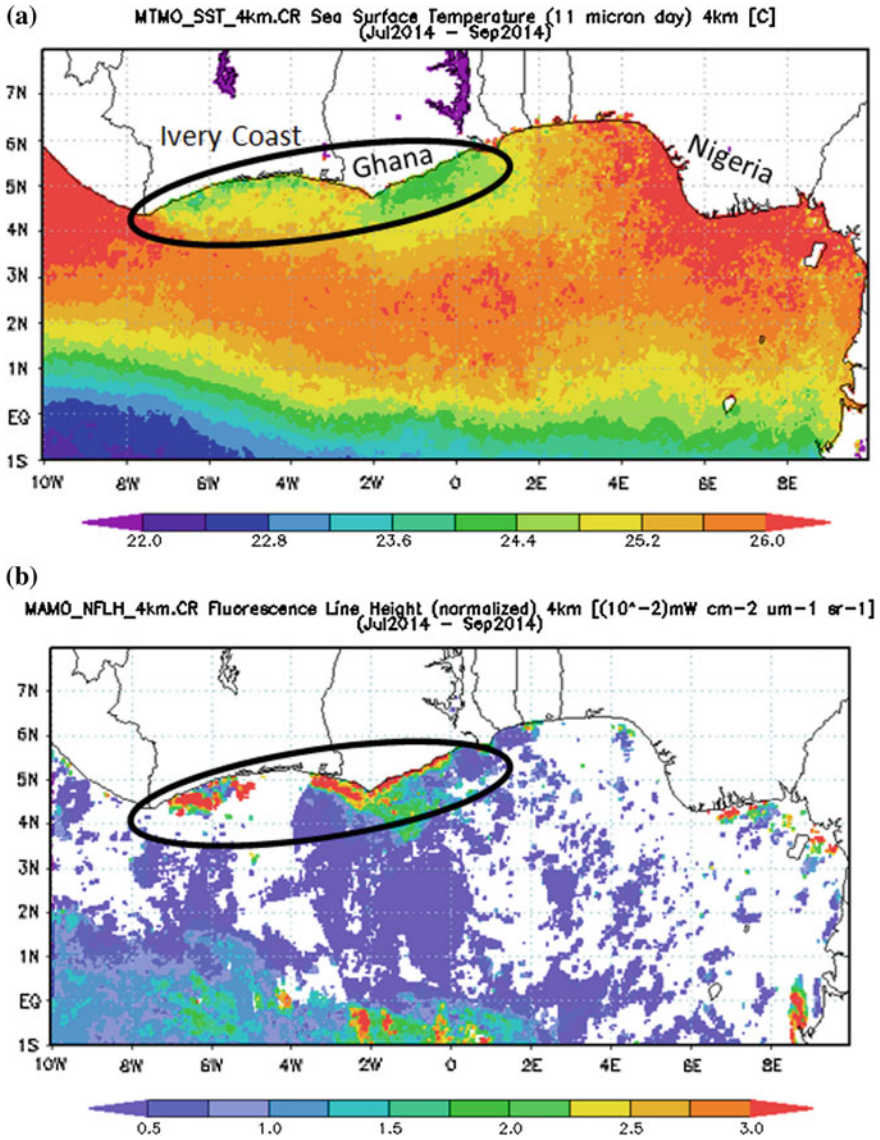 (a)
MTMO_SST_4km.CR Sea Surface Temperature (11 micron day) 4km [C]
(Jul2014 – Sep2014)
7N
6N
5N
4N
3N
2N
1N
EQ
1S
Ivery Coast
Ghana
Nigeria
10W 8W 6W 4W 2W 0 2E 4E 6E 8E
22.0 22.8 23.6 24.4 25.2 26.0
(b)
MAMO_NFLH_4km.CR Fluorescence Line Height (normalized) 4km [(10^-2)mW cm-2 um-1 sr-1]
(Jul2014 – Sep2014)
7N
6N
5N
4N
3N
2N
1N
EQ
1S
10W 8W 6W 4W 2W 0 2E 4E 6E 8E
0.5 1.0 1.5 2.0 2.5 3.0